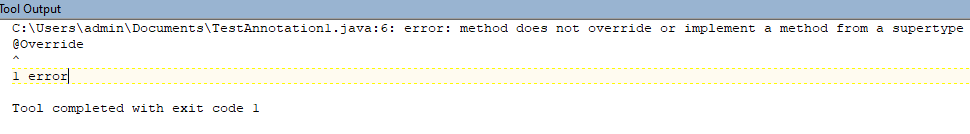 Tool Output
C:\Users\admin\Documents\TestAnnotation1.java:6: error: method does not override or implement a method from a supertype
@Override
^
1 error
Tool completed with exit code 1